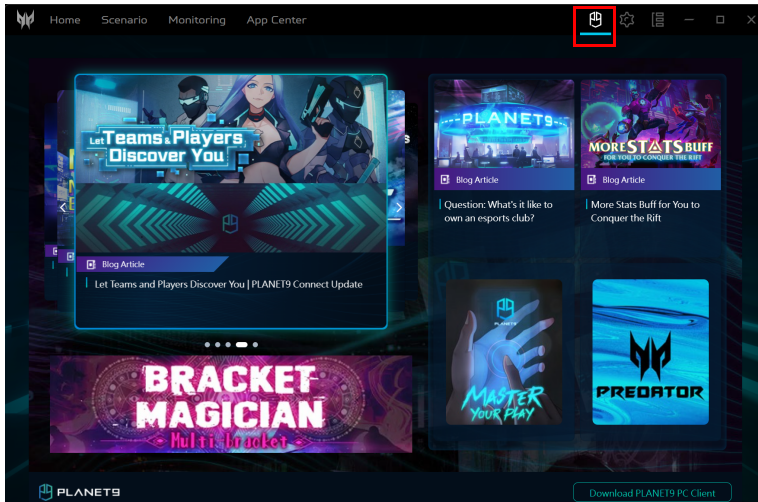 Home Scenario Monitoring App Center
Let Teams & Players
Discover You
Blog Article
Let Teams and Players Discover You | PLANET9 Connect Update
PLANET9
Blog Article
Question: What's it like to
own an esports club?
MORE STATS BUFF
FOR YOU TO CONQUER THE RIFT
Blog Article
More Stats Buff for You to
Conquer the Rift
BRACKET
MAGICIAN
Multi Bracket
PLANET9
MASTER
YOUR PLAY
PREDATOR
PLANET9
Download PLANET9 PC Client